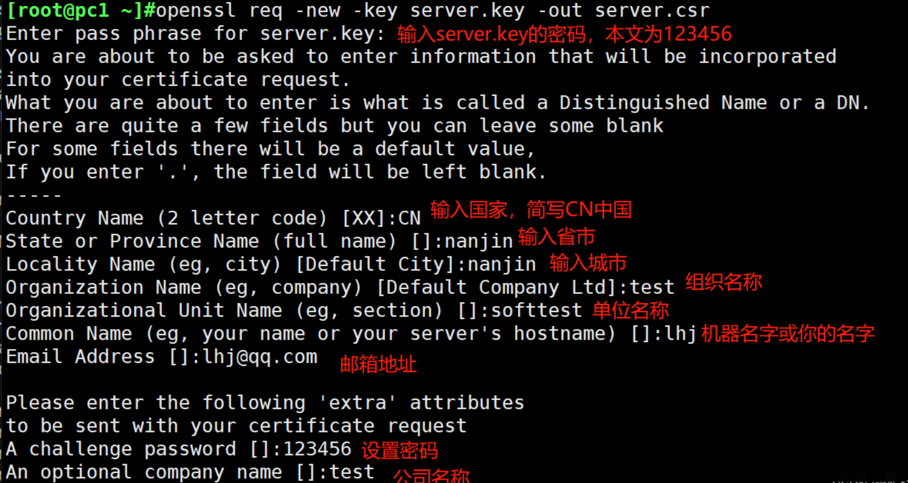 [root@pc1 ~]#openssl req -new -key server.key -out server.csr
Enter pass phrase for server.key: 输入server.key的密码，本文为123456
You are about to be asked to enter information that will be incorporated
into your certificate request.
What you are about to enter is what is called a Distinguished Name or a DN.
There are quite a few fields but you can leave some blank
For some fields there will be a default value,
If you enter '.', the field will be left blank.
-----
Country Name (2 letter code) [XX]:CN 输入国家，简写CN中国
State or Province Name (full name) []:nanjin 输入省市
Locality Name (eg, city) [Default City]:nanjin 输入城市
Organization Name (eg, company) [Default Company Ltd]:test 组织名称
Organizational Unit Name (eg, section) []:softtest 单位名称
Common Name (eg, your name or your server's hostname) []:lhj 机器名字或你的名字
Email Address []:lhj@qq.com 邮箱地址
Please enter the following 'extra' attributes
to be sent with your certificate request
A challenge password []:123456 设置密码
An optional company name []:test 公司名称